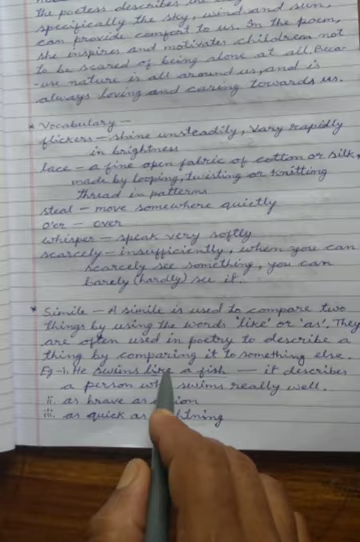 the poetess describes the
specifically the sky, wind and sun,
can provide comfort to us. In the poem,
she inspires and motivates children not
to be scared of being alone at all. Beca-
-use nature is all around us, and is
always loving and caring towards us.
* Vocabulary —
flickers — shine unsteadily, vary rapidly
in brightness
lace — a fine open fabric of cotton or silk,
made by looping, twisting or knitting
thread in patterns
steal — move somewhere quietly
o'er — over
whisper — speak very softly
scarcely — insufficiently, when you can
scarcely see something, you can
barely (hardly) see it.
* Simile — A simile is used to compare two
things by using the words 'like' or 'as'. They
are often used in poetry to describe a
thing by comparing it to something else.
Eg - i. He swims like a fish — it describes
a person who swims really well.
ii. as brave as a lion
iii. as quick as lightning